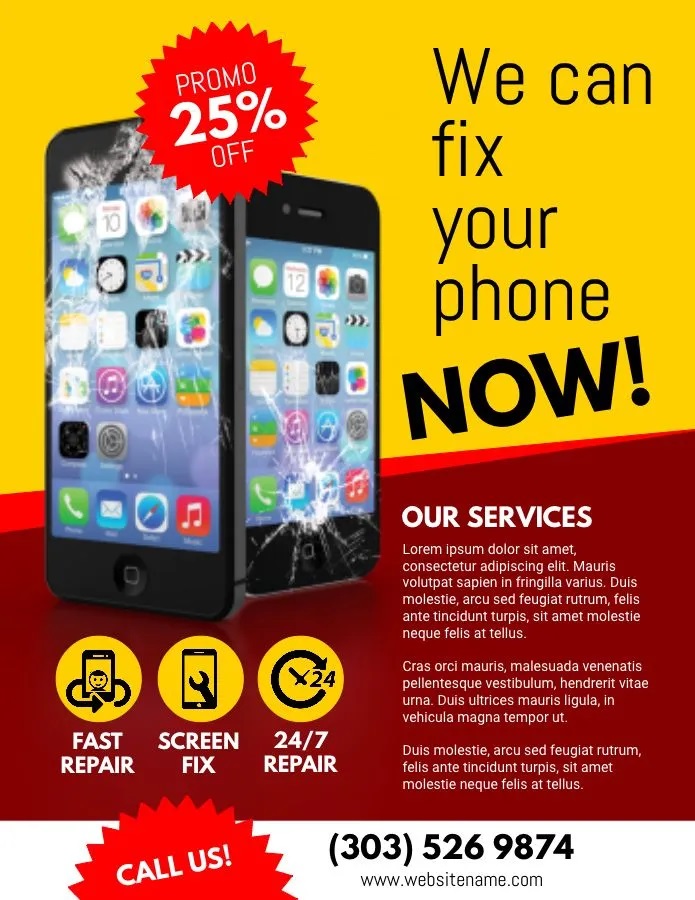 PROMO
25%
OFF
We can
fix
your
phone
NOW!
10
12
OUR SERVICES
Lorem ipsum dolor sit amet,
consectetur adipiscing elit. Mauris
volutpat sapien in fringilla varius. Duis
molestie, arcu sed feugiat rutrum, felis
ante tincidunt turpis, sit amet molestie
neque felis at tellus.
Cras orci mauris, malesuada venenatis
pellentesque vestibulum, hendrerit vitae
urna. Duis ultrices mauris ligula, in
vehicula magna tempor ut.
Duis molestie, arcu sed feugiat rutrum,
felis ante tincidunt turpis, sit amet
molestie neque felis at tellus.
24
FAST
REPAIR
SCREEN
FIX
24/7
REPAIR
CALL US!
(303) 526 9874
www.websitename.com